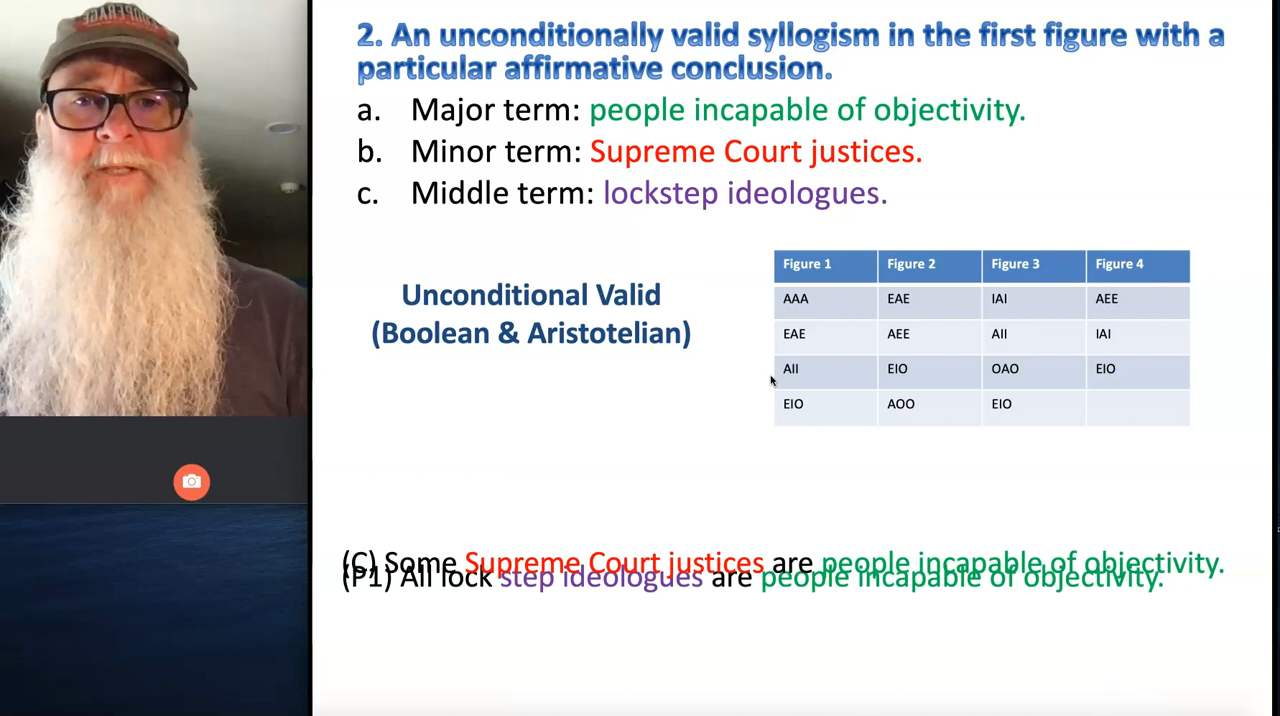 2. An unconditionally valid syllogism in the first figure with a
particular affirmative conclusion.
a. Major term: people incapable of objectivity.
b. Minor term: Supreme Court justices.
c. Middle term: lockstep ideologues.
Unconditional Valid
(Boolean & Aristotelian)
Figure 1 Figure 2 Figure 3 Figure 4
AAA EAE IAI AEE
EAE AEE AII IAI
AII EIO OAO EIO
EIO AOO EIO
(C) Some Supreme Court justices are people incapable of objectivity.
(P1) All lock step ideologues are people incapable of objectivity.